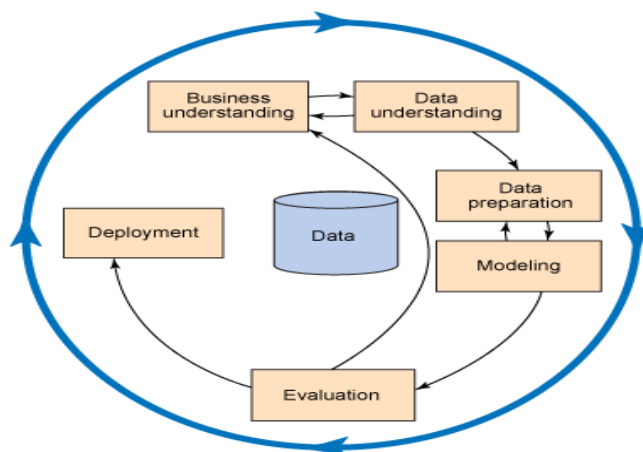 Business
understanding
Data
understanding
Data
preparation
Deployment
Data
Modeling
Evaluation